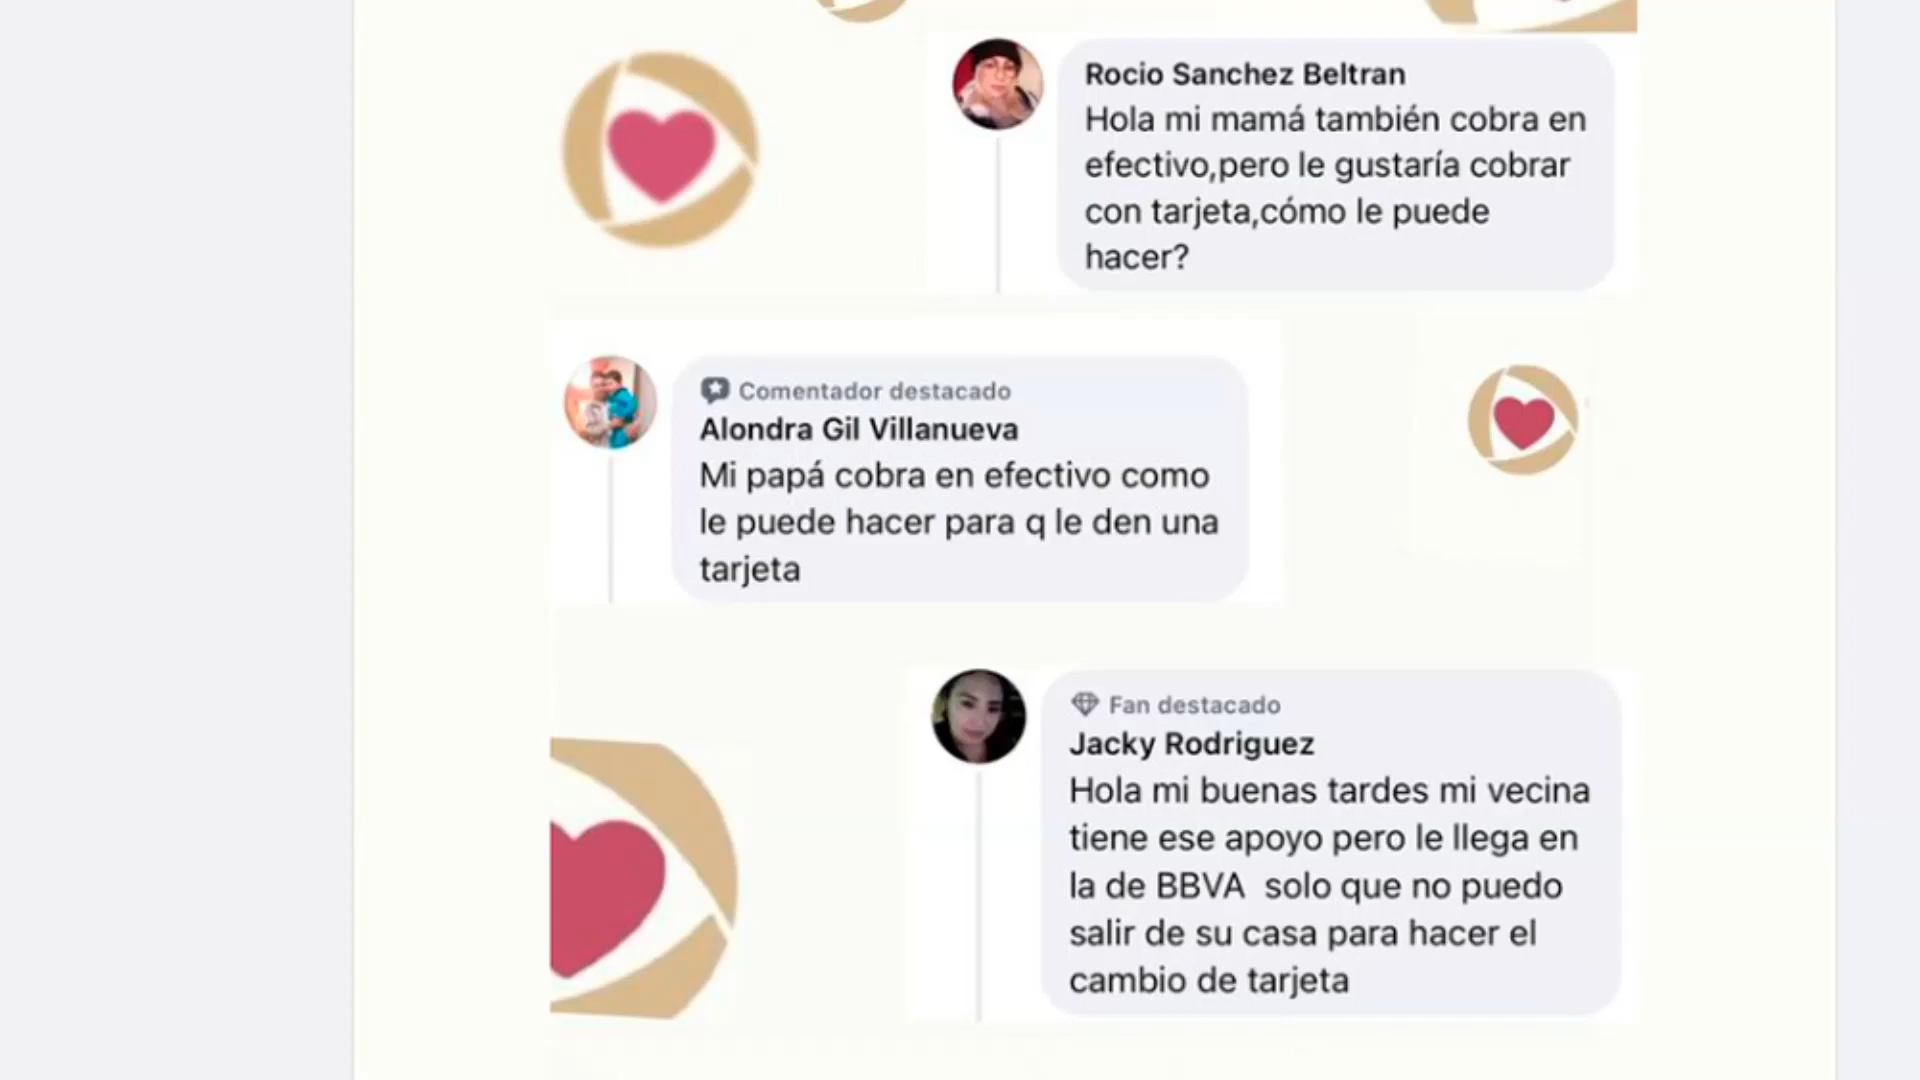 Rocio Sanchez Beltran
Hola mi mamá también cobra en
efectivo,pero le gustaría cobrar
con tarjeta,cómo le puede
hacer?
Comentador destacado
Alondra Gil Villanueva
Mi papá cobra en efectivo como
le puede hacer para q le den una
tarjeta
Fan destacado
Jacky Rodriguez
Hola mi buenas tardes mi vecina
tiene ese apoyo pero le llega en
la de BBVA  solo que no puedo
salir de su casa para hacer el
cambio de tarjeta